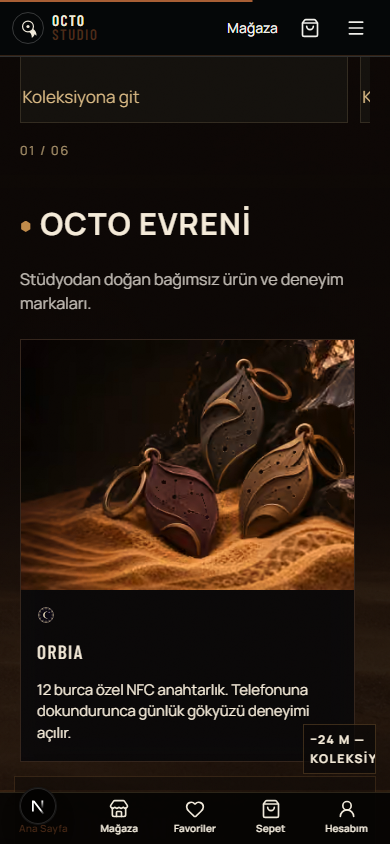 OCTO
STUDIO
Mağaza
Koleksiyona git
K
01 / 06
OCTO EVRENİ
Stüdyodan doğan bağımsız ürün ve deneyim
markaları.
ORBIA
12 burca özel NFC anahtarlık. Telefonuna
dokundurunca günlük gökyüzü deneyimi
açılır.
−24 M —
KOLEKSİY
N
Ana Sayfa
Mağaza
Favoriler
Sepet
Hesabım